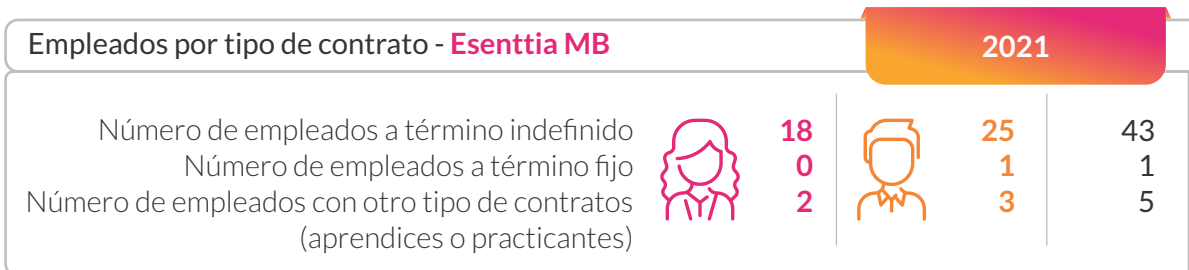 Empleados por tipo de contrato - Esenttia MB 2021
Número de empleados a término indefinido 18 25 43
Número de empleados a término fijo 0 1 1
Número de empleados con otro tipo de contratos 2 3 5
(aprendices o practicantes)